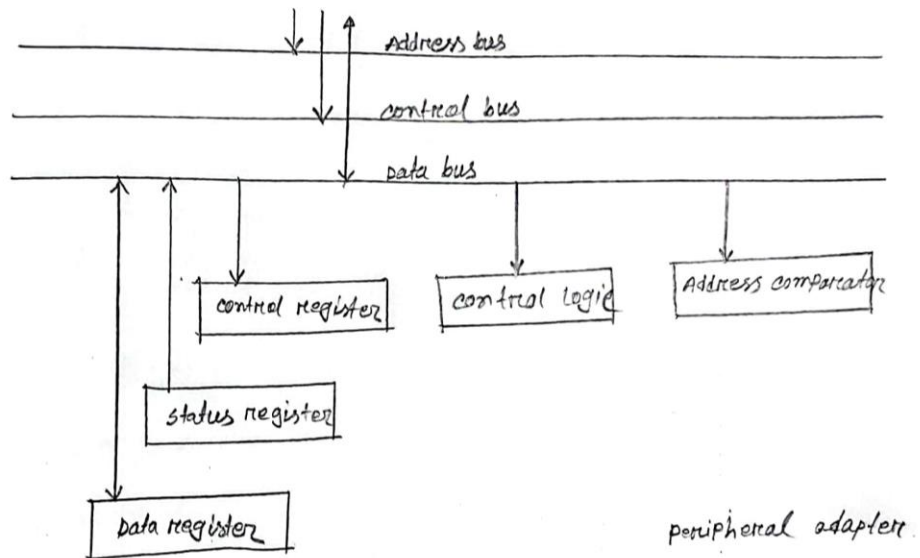 Address bus
control bus
Data bus
control register
control logic
Address comparator
status register
Data register
peripheral adapter